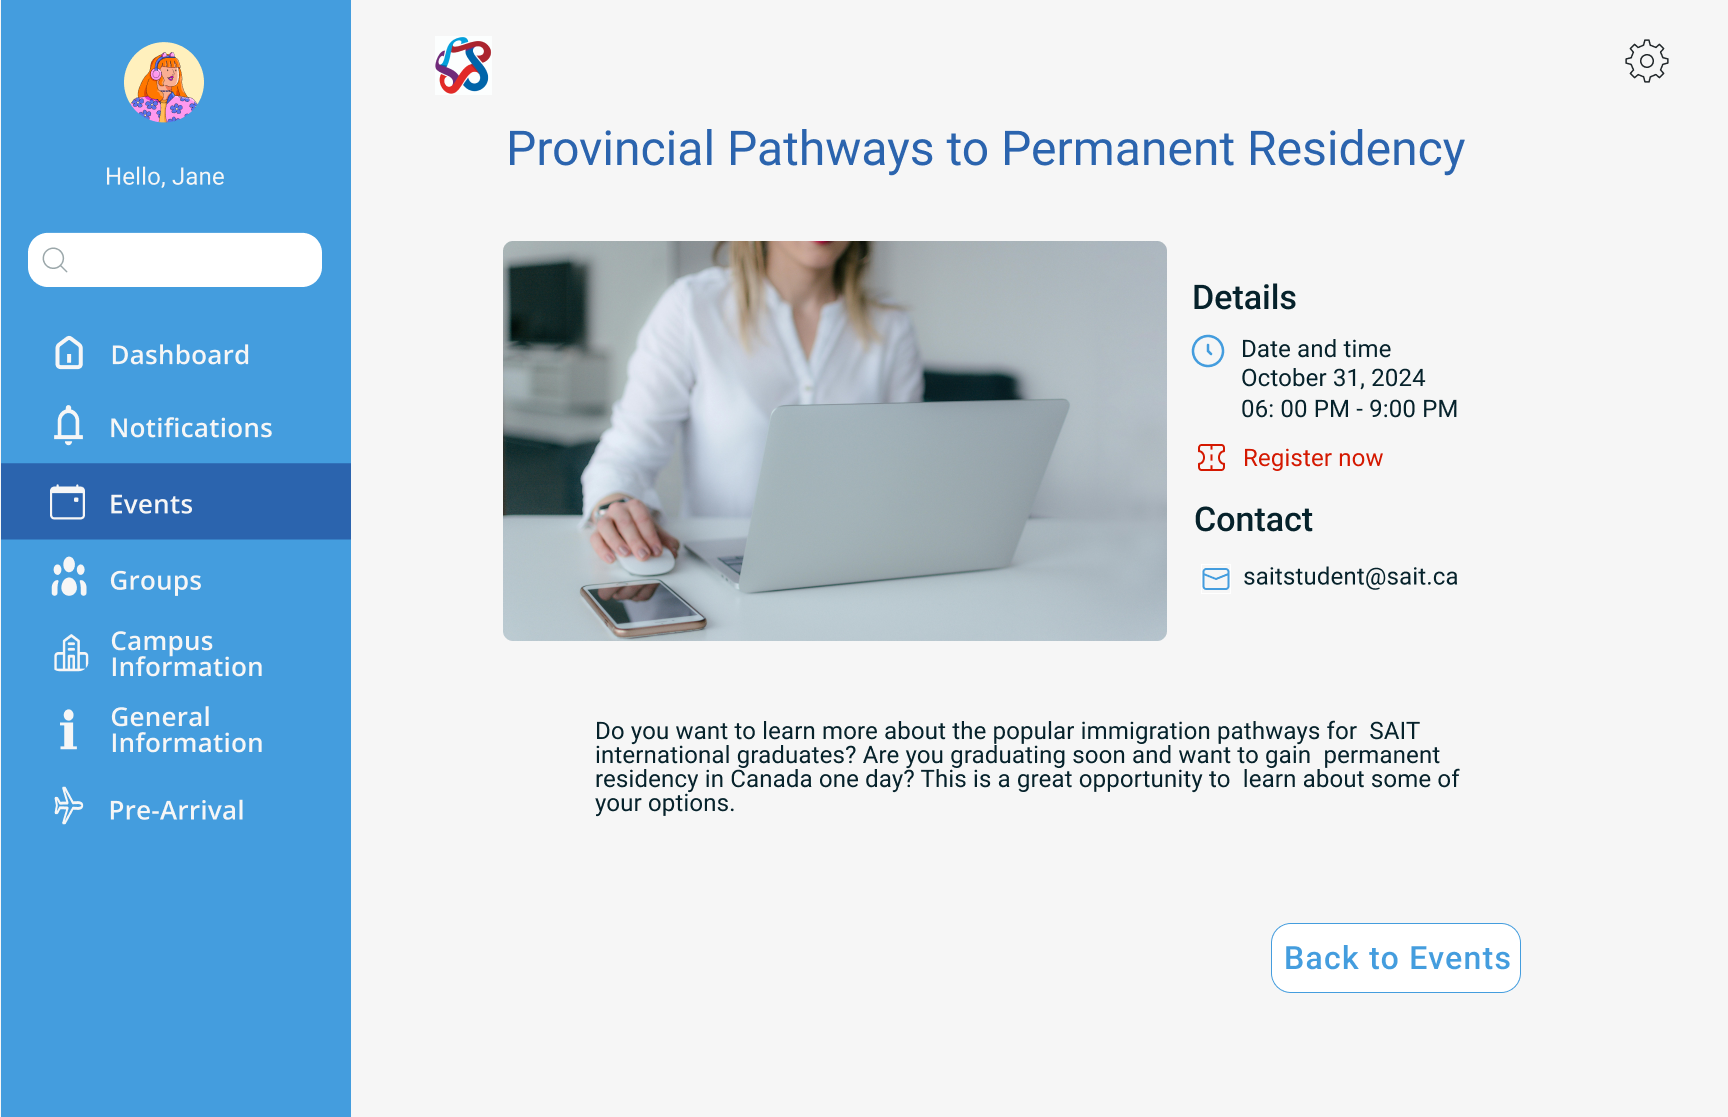 Hello, Jane
Dashboard
Notifications
Events
Groups
Campus
Information
General
Information
Pre-Arrival
Provincial Pathways to Permanent Residency
Details
Date and time
October 31, 2024
06: 00 PM - 9:00 PM
Register now
Contact
saitstudent@sait.ca
Do you want to learn more about the popular immigration pathways for  SAIT
international graduates? Are you graduating soon and want to gain  permanent
residency in Canada one day? This is a great opportunity to  learn about some of
your options.
Back to Events